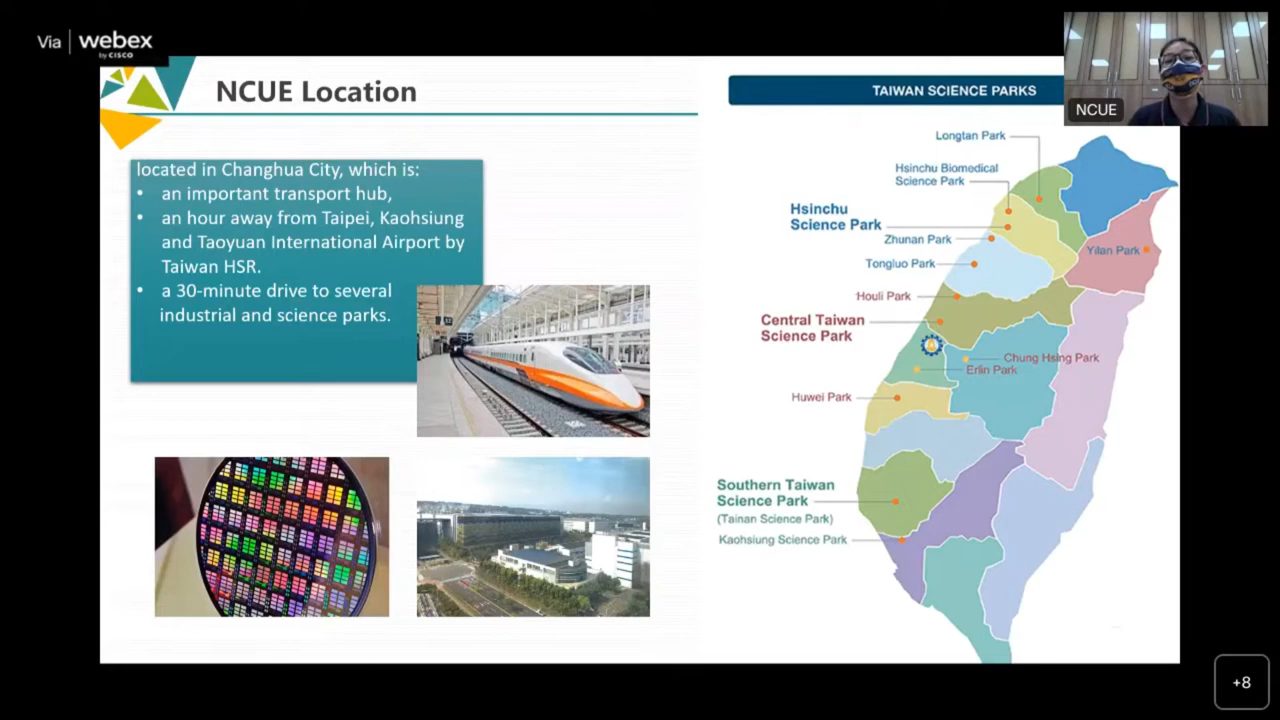 Via webex
by CISCO
NCUE Location
located in Changhua City, which is:
• an important transport hub,
• an hour away from Taipei, Kaohsiung
and Taoyuan International Airport by
Taiwan HSR.
• a 30-minute drive to several
industrial and science parks.
TAIWAN SCIENCE PARKS
NCUE
Longtan Park
Hsinchu Biomedical
Science Park
Hsinchu
Science Park
Zhunan Park
Yilan Park
Tongluo Park
Houli Park
Central Taiwan
Science Park
Chung Hsing Park
Erlin Park
Huwei Park
Southern Taiwan
Science Park
(Tainan Science Park)
Kaohsiung Science Park
+8